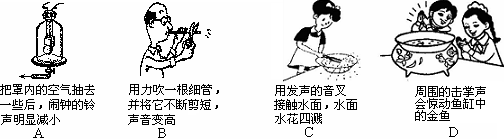 把罩内的空气抽去
一些后，闹钟的铃
声明显减小
A
用力吹一根细管，
并将它不断剪短，
声音变高
B
用发声的音叉
接触水面，水面
水花四溅
C
周围的击掌声
会惊动鱼缸中
的金鱼
D